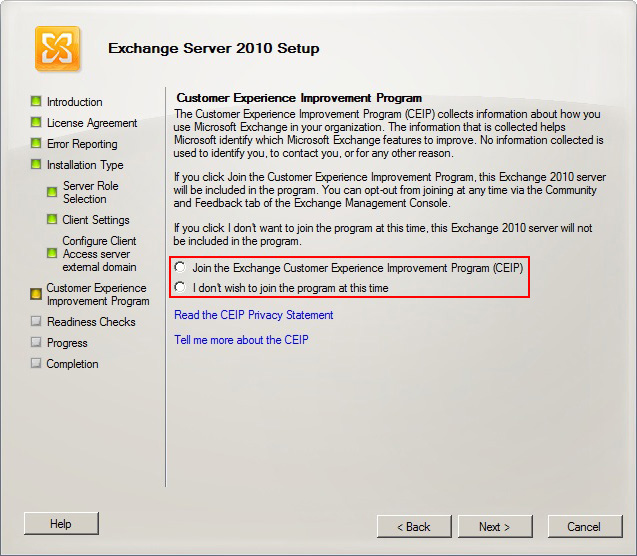 Exchange Server 2010 Setup
Introduction
License Agreement
Error Reporting
Installation Type
Server Role
Selection
Client Settings
Configure Client
Access server
external domain
Customer Experience
Improvement Program
Readiness Checks
Progress
Completion
Customer Experience Improvement Program
The Customer Experience Improvement Program (CEIP) collects information about how you
use Microsoft Exchange in your organization. The information that is collected helps
Microsoft identify which Microsoft Exchange features to improve. No information collected is
used to identify you, to contact you, or for any other reason.
If you click Join the Customer Experience Improvement Program, this Exchange 2010 server
will be included in the program. You can opt-out from joining at any time via the Community
and Feedback tab of the Exchange Management Console.
If you click I don't want to join the program at this time, this Exchange 2010 server will not
be included in the program.
Join the Exchange Customer Experience Improvement Program (CEIP)
I don't wish to join the program at this time
Read the CEIP Privacy Statement
Tell me more about the CEIP
Help
< Back
Next >
Cancel